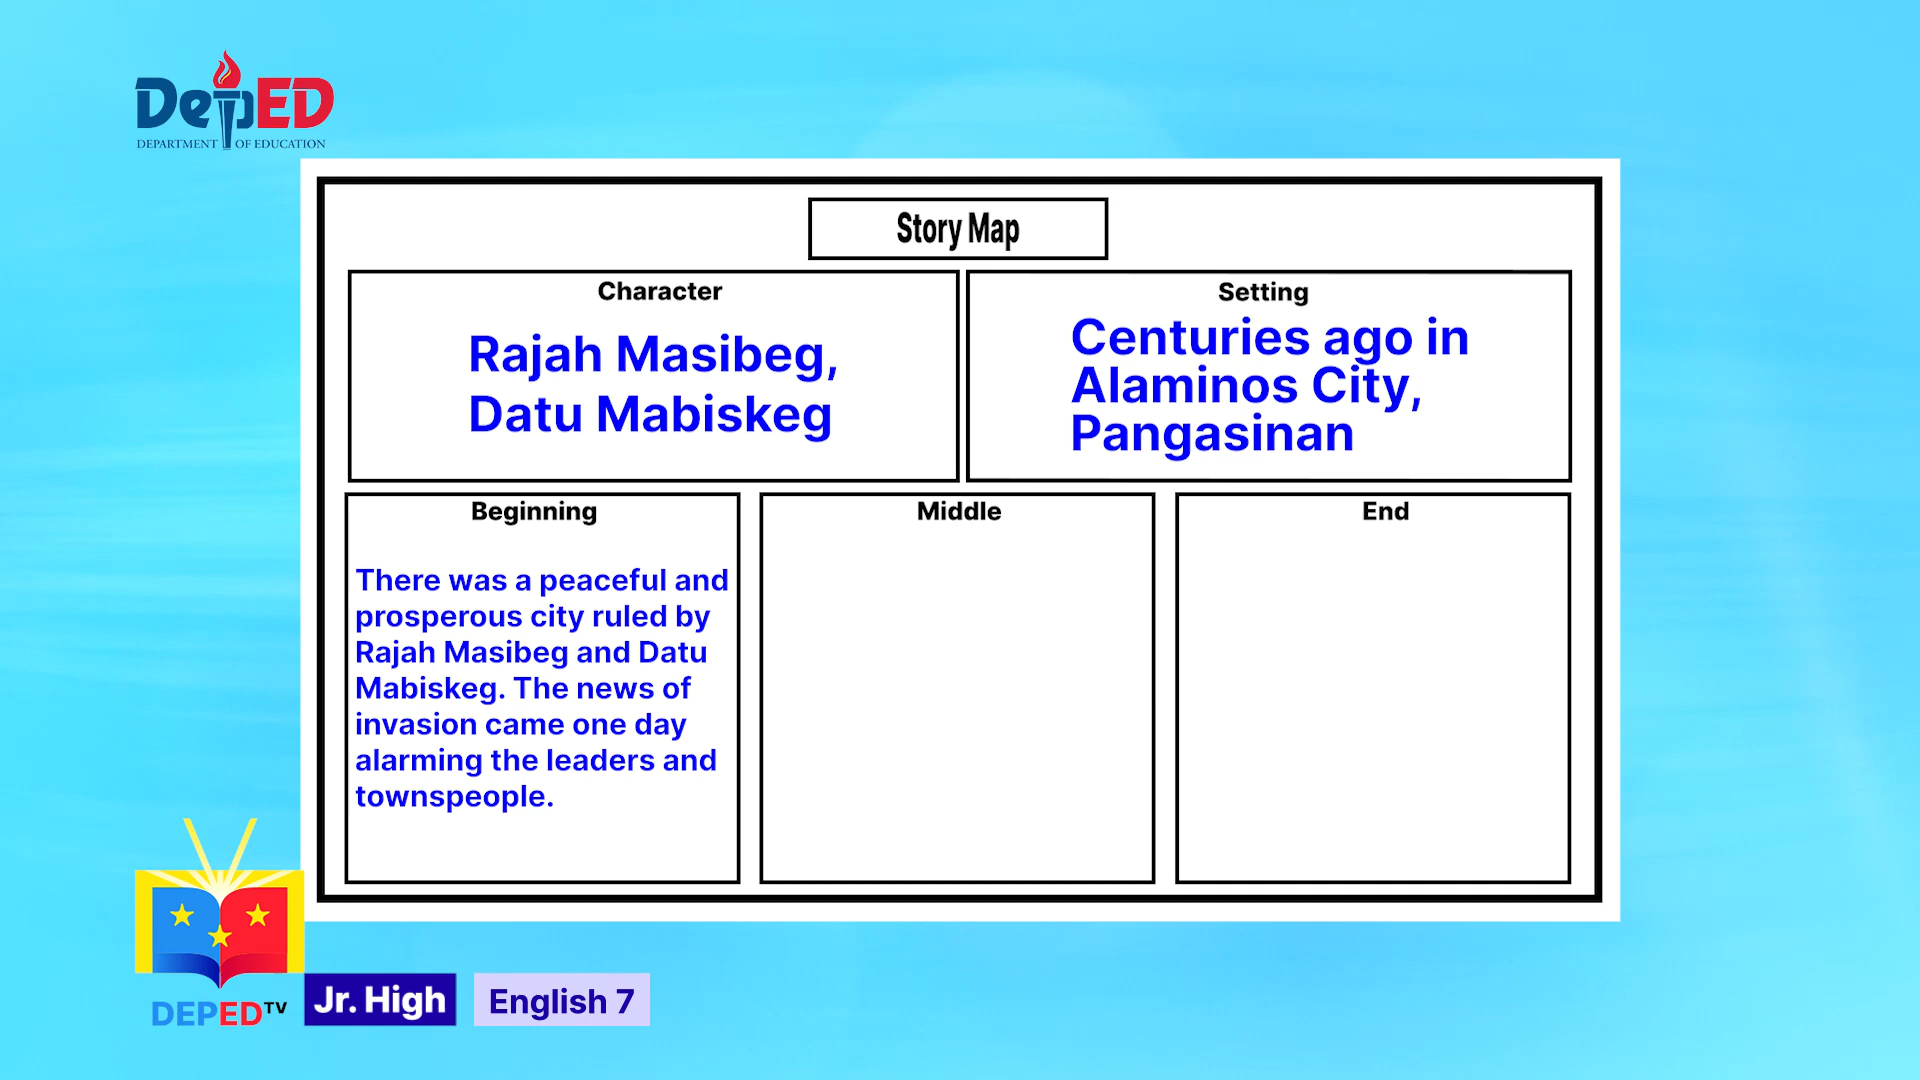 DepED
DEPARTMENT OF EDUCATION
Story Map
Character
Rajah Masibeg,
Datu Mabiskeg
Setting
Centuries ago in
Alaminos City,
Pangasinan
Beginning
There was a peaceful and
prosperous city ruled by
Rajah Masibeg and Datu
Mabiskeg. The news of
invasion came one day
alarming the leaders and
townspeople.
Middle
End
DEPED TV
Jr. High
English 7